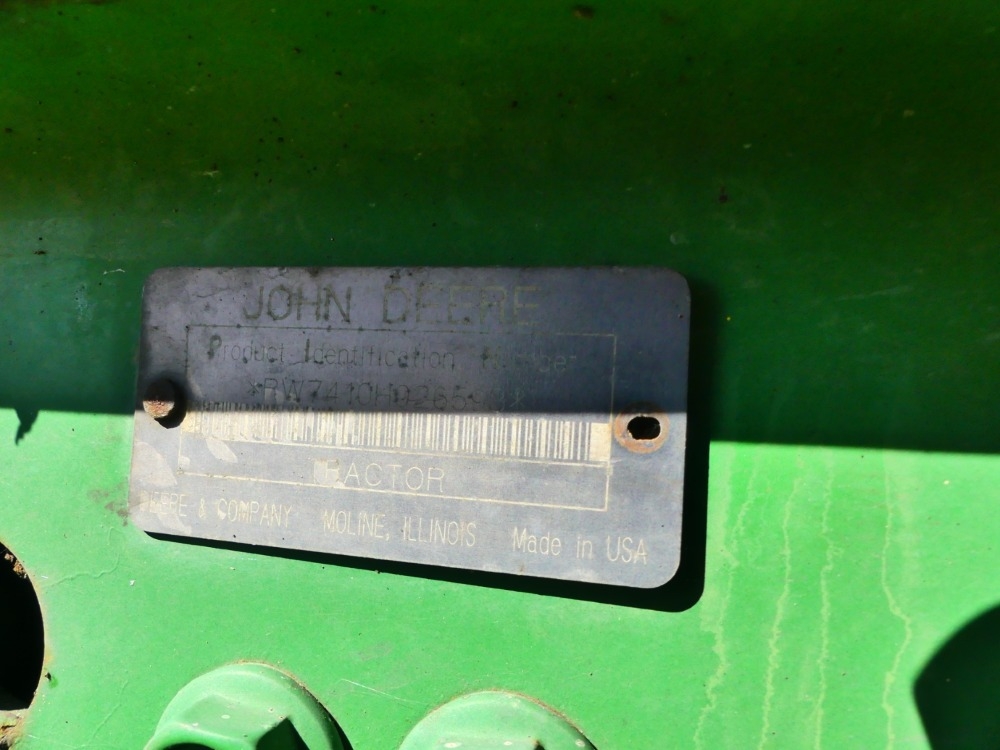 JOHN DEERE
Product Identification Number
TRACTOR
DEERE & COMPANY MOLINE, ILLINOIS Made in USA